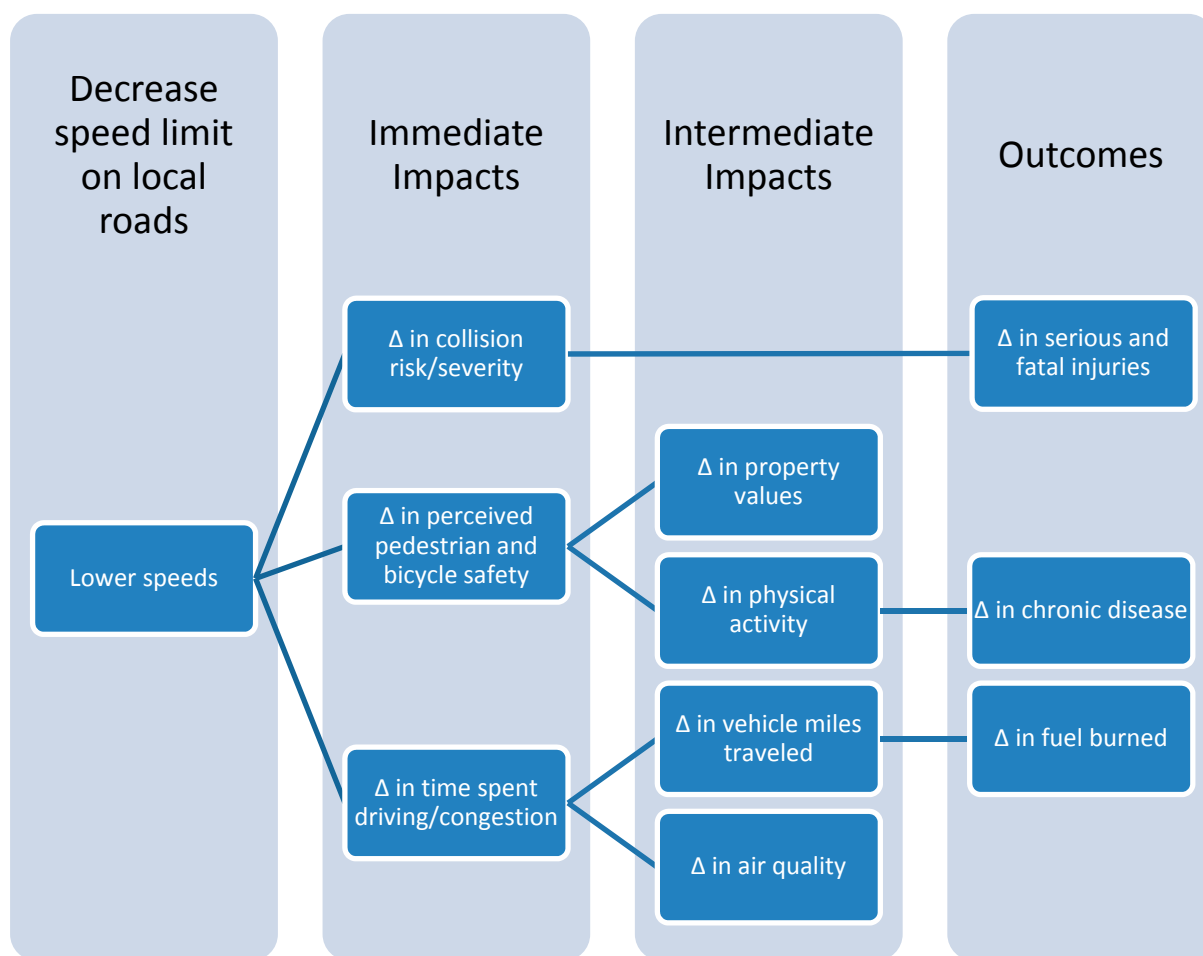 Decrease
speed limit
on local
roads
Immediate
Impacts
Intermediate
Impacts
Outcomes
Δ in collision
risk/severity
Δ in serious and
fatal injuries
Δ in property
values
Δ in perceived
pedestrian and
bicycle safety
Lower speeds
Δ in physical
activity
Δ in chronic disease
Δ in vehicle miles
traveled
Δ in fuel burned
Δ in time spent
driving/congestion
Δ in air quality